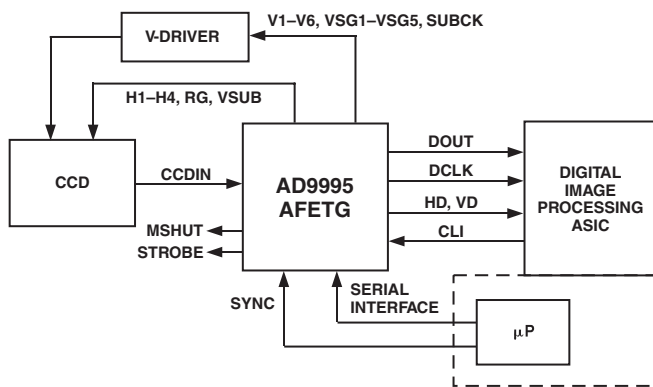 V1–V6, VSG1–VSG5, SUBCK
V-DRIVER
H1–H4, RG, VSUB
CCD
CCDIN
AD9995
AFETG
MSHUT
STROBE
DOUT
DCLK
HD, VD
CLI
DIGITAL
IMAGE
PROCESSING
ASIC
SYNC
SERIAL
INTERFACE
μP